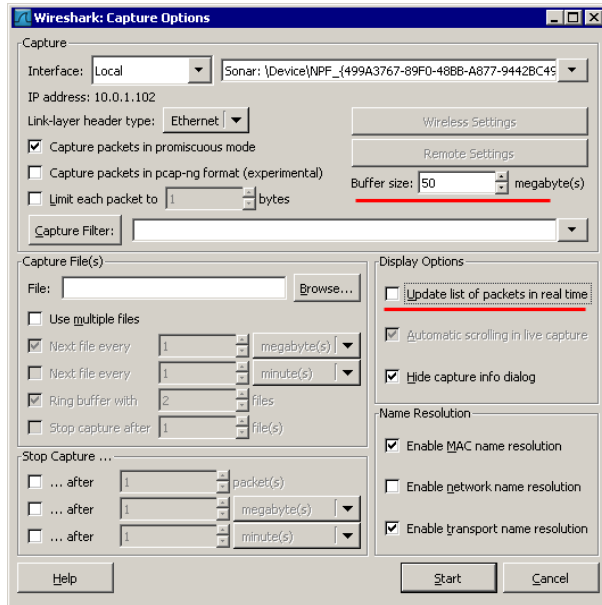 Wireshark: Capture Options
Capture
Interface: Local Sonar: \Device\NPF_{499A3767-89F0-48BB-A877-9442BC49
IP address: 10.0.1.102
Link-layer header type: Ethernet Wireless Settings
Capture packets in promiscuous mode Remote Settings
Capture packets in pcap-ng format (experimental)
Buffer size: 50 megabyte(s)
Limit each packet to 1 bytes
Capture Filter:
Capture File(s)
File: Browse...
Use multiple files
Next file every 1 megabyte(s)
Next file every 1 minute(s)
Ring buffer with 2 files
Stop capture after 1 file(s)
Display Options
Update list of packets in real time
Automatic scrolling in live capture
Hide capture info dialog
Stop Capture ...
... after 1 packet(s)
... after 1 megabyte(s)
... after 1 minute(s)
Name Resolution
Enable MAC name resolution
Enable network name resolution
Enable transport name resolution
Help Start Cancel